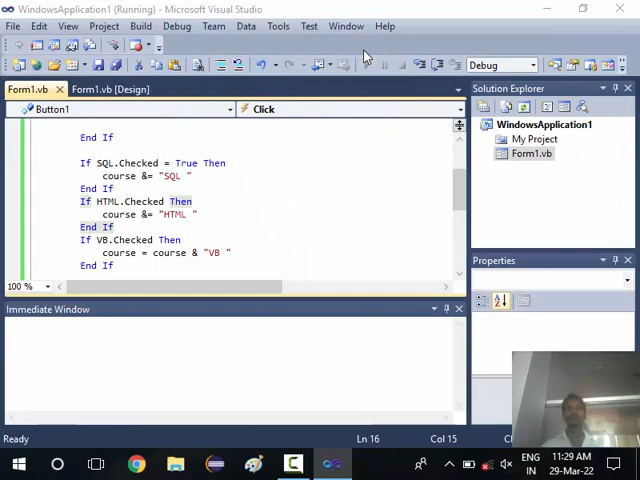 WindowsApplication1 (Running) - Microsoft Visual Studio
File Edit View Project Build Debug Team Data Tools Test Window Help
Debug
Form1.vb Form1.vb [Design]
Solution Explorer
Button1 Click
WindowsApplication1
My Project
Form1.vb
End If
If SQL.Checked = True Then
course &= "SQL "
End If
If HTML.Checked Then
course &= "HTML "
End If
If VB.Checked Then
course = course & "VB "
End If
Properties
100 %
Immediate Window
Ready Ln 16 Col 15
ENG 11:29 AM
IN 29-Mar-22